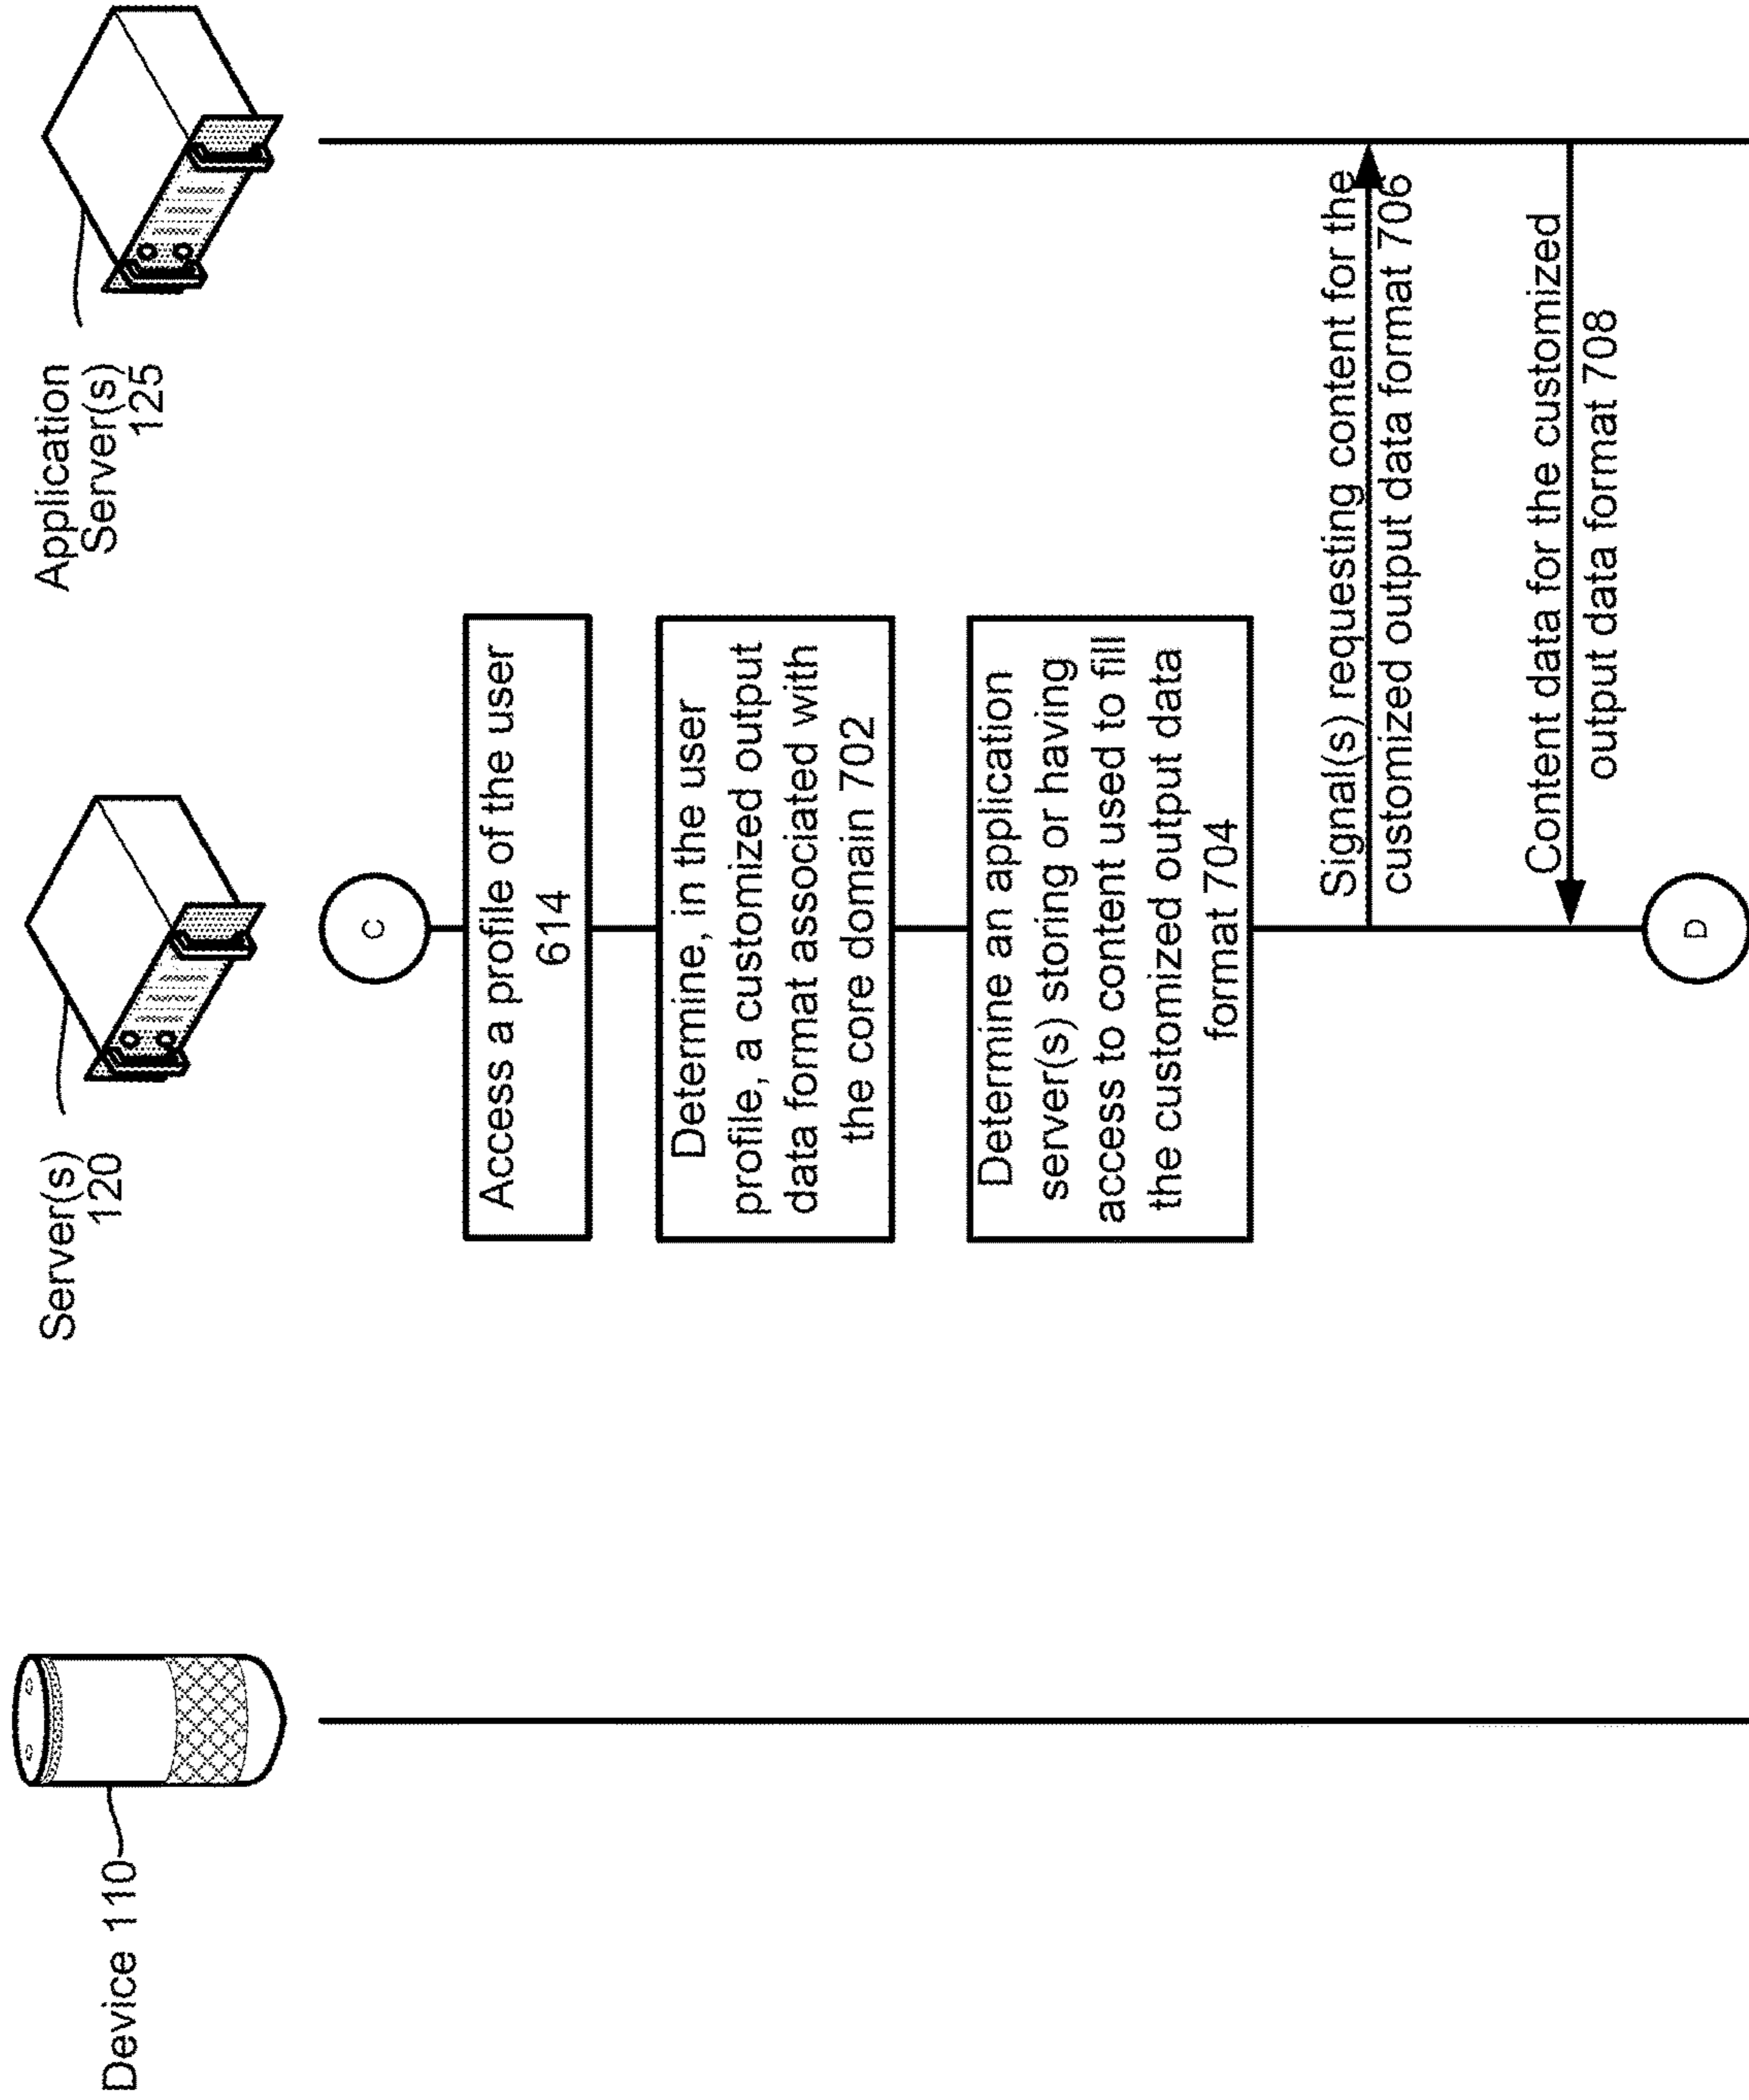 Device 110
Server(s)
120
Application
Server(s)
125
C
Access a profile of the user
614
Determine, in the user
profile, a customized output
data format associated with
the core domain 702
Determine an application
server(s) storing or having
access to content used to fill
the customized output data
format 704
Signal(s) requesting content for the
customized output data format 706
Content data for the customized
output data format 708
D